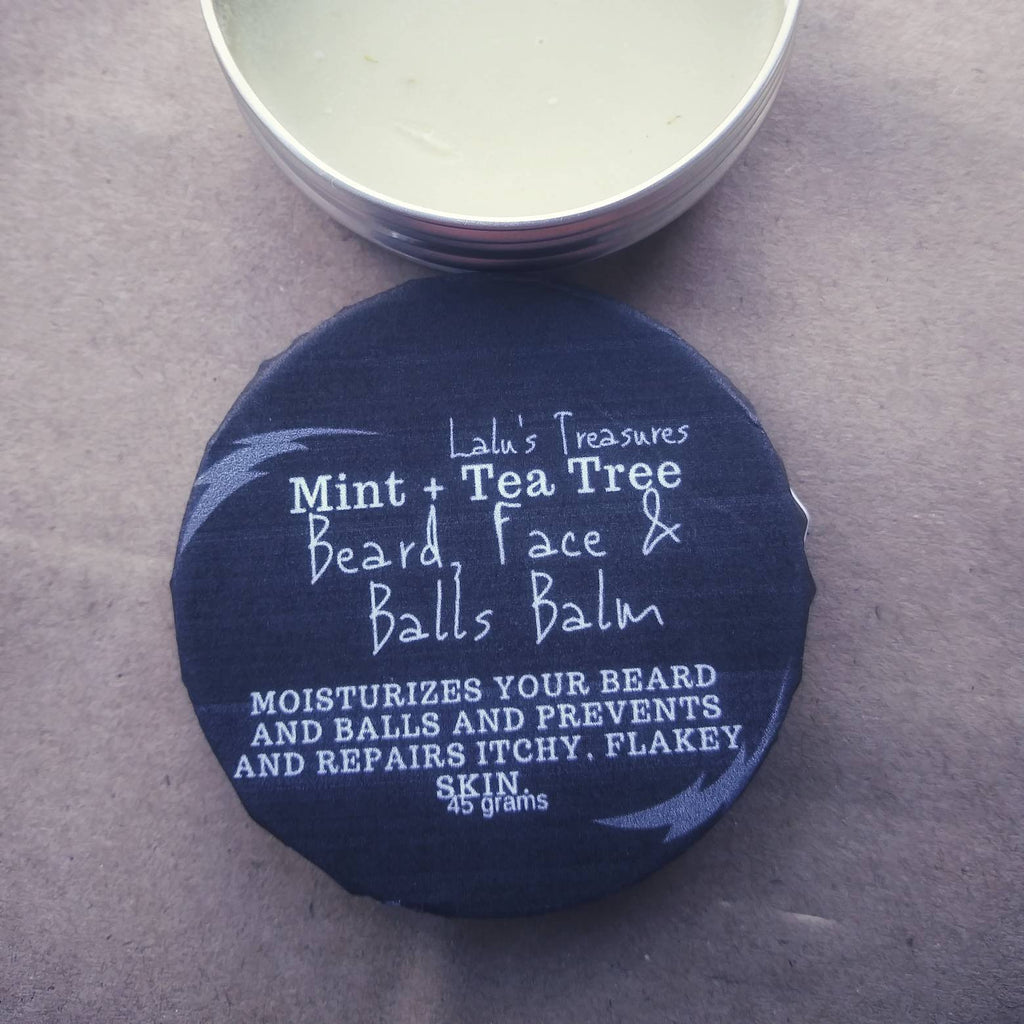 Lalu's Treasures
Mint + Tea Tree
Beard, Face &
Balls Balm
MOISTURIZES YOUR BEARD
AND BALLS AND PREVENTS
AND REPAIRS ITCHY, FLAKEY
SKIN.
45 grams